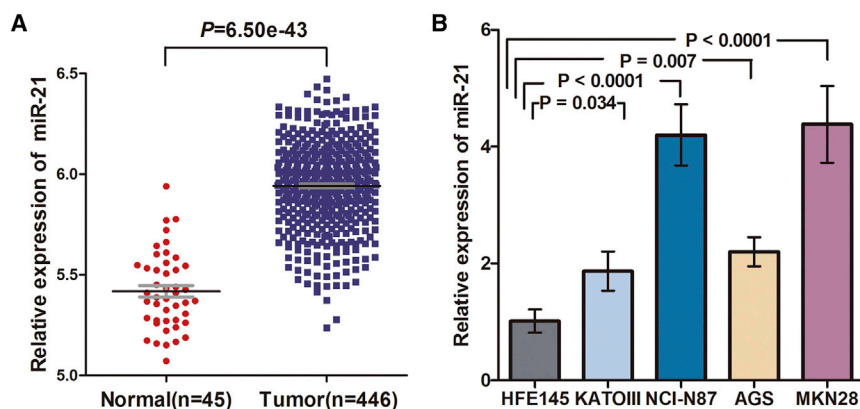 A
P=6.50e-43
Relative expression of miR-21
6.5
6.0
5.5
5.0
Normal(n=45)
Tumor(n=446)
B
Relative expression of miR-21
6
4
2
0
P < 0.0001
P = 0.007
P < 0.0001
P = 0.034
HFE145
KATOIII
NCI-N87
AGS
MKN28